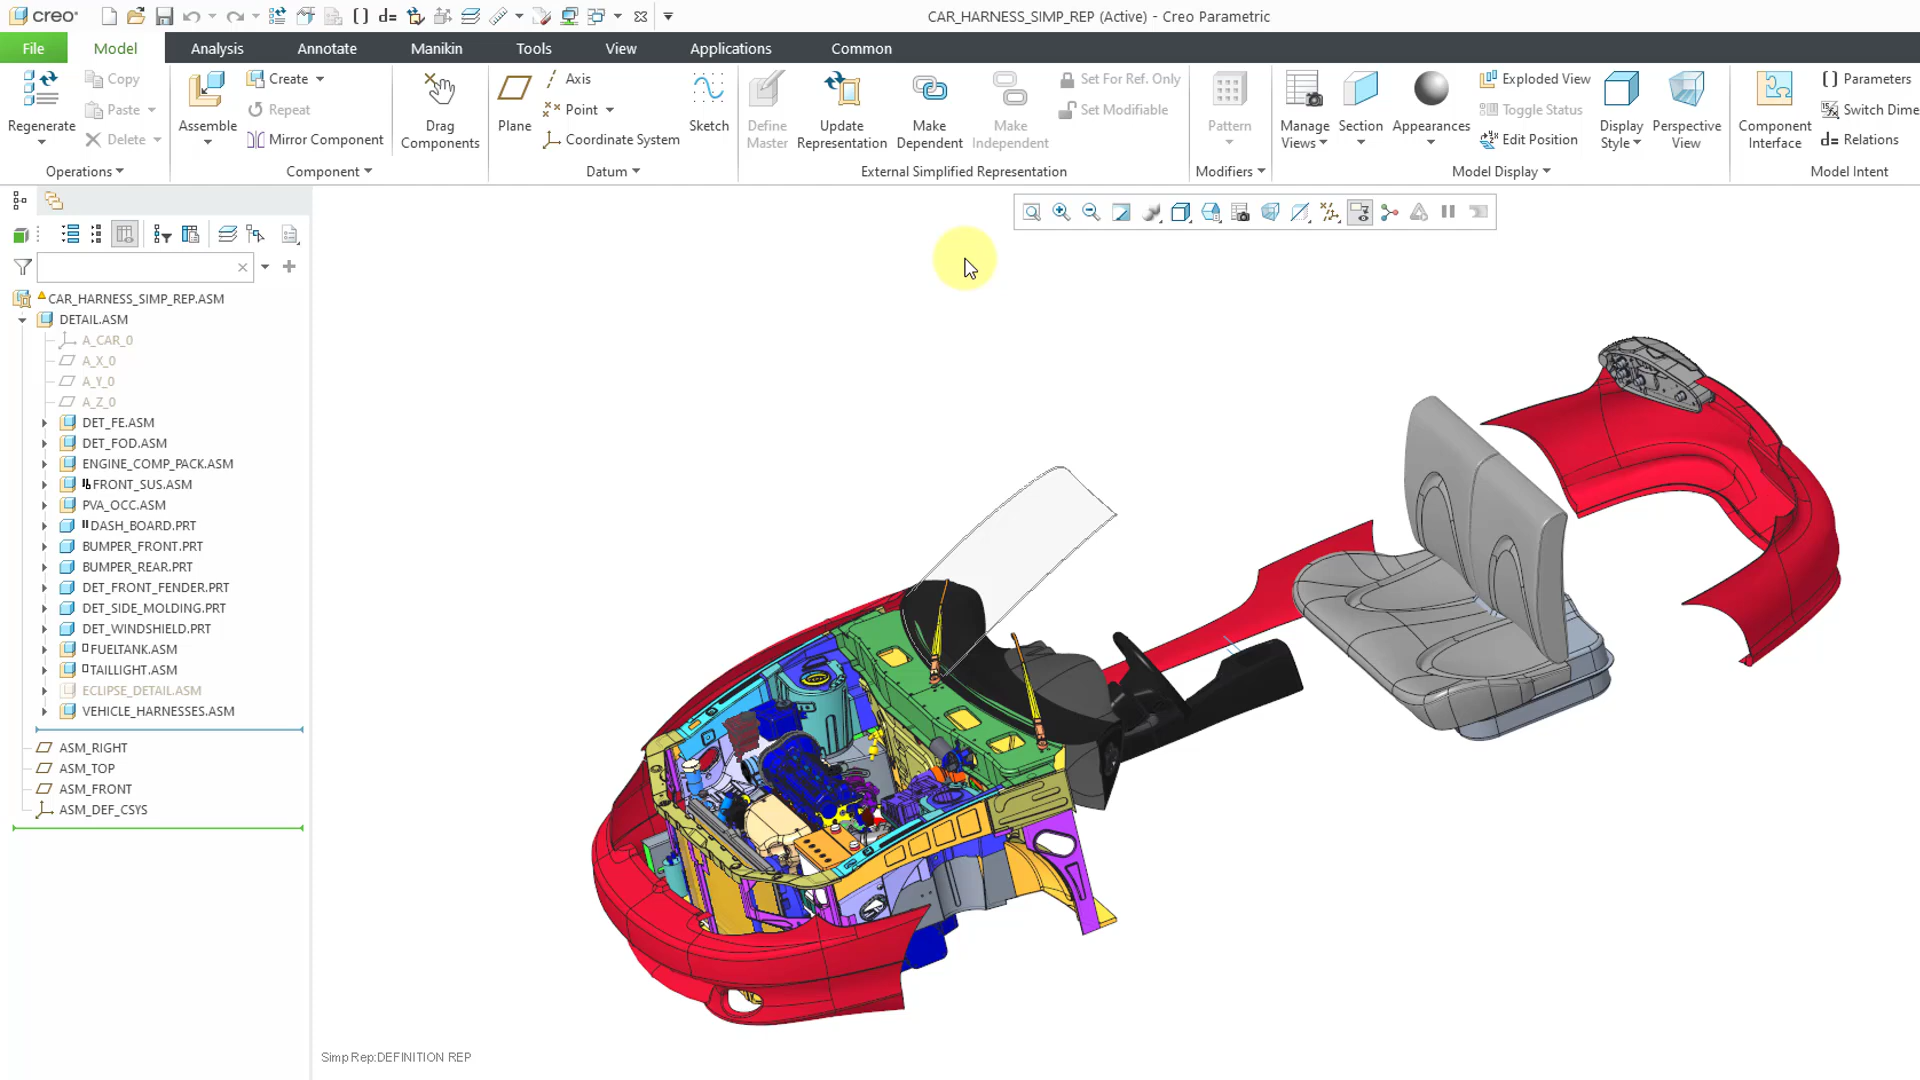 creo
d=
CAR_HARNESS_SIMP_REP (Active) - Creo Parametric
File
Model
Analysis
Annotate
Manikin
Tools
View
Applications
Common
Regenerate
Copy
Paste
Delete
Operations
Assemble
Create
Repeat
Mirror Component
Component
Drag
Components
Plane
Axis
Point
Coordinate System
Sketch
Datum
Define
Master
Update
Representation
Make
Dependent
Make
Independent
Set For Ref. Only
Set Modifiable
External Simplified Representation
Pattern
Modifiers
Manage
Views
Section
Appearances
Exploded View
Toggle Status
Edit Position
Display
Style
Perspective
View
Model Display
Component
Interface
Parameters
Switch Dime
d= Relations
Model Intent
CAR_HARNESS_SIMP_REP.ASM
DETAIL.ASM
A_CAR_0
A_X_0
A_Y_0
A_Z_0
DET_FE.ASM
DET_FOD.ASM
ENGINE_COMP_PACK.ASM
FRONT_SUS.ASM
PVA_OCC.ASM
DASH_BOARD.PRT
BUMPER_FRONT.PRT
BUMPER_REAR.PRT
DET_FRONT_FENDER.PRT
DET_SIDE_MOLDING.PRT
DET_WINDSHIELD.PRT
FUELTANK.ASM
TAILLIGHT.ASM
ECLIPSE_DETAIL.ASM
VEHICLE_HARNESSES.ASM
ASM_RIGHT
ASM_TOP
ASM_FRONT
ASM_DEF_CSYS
Simp Rep:DEFINITION REP